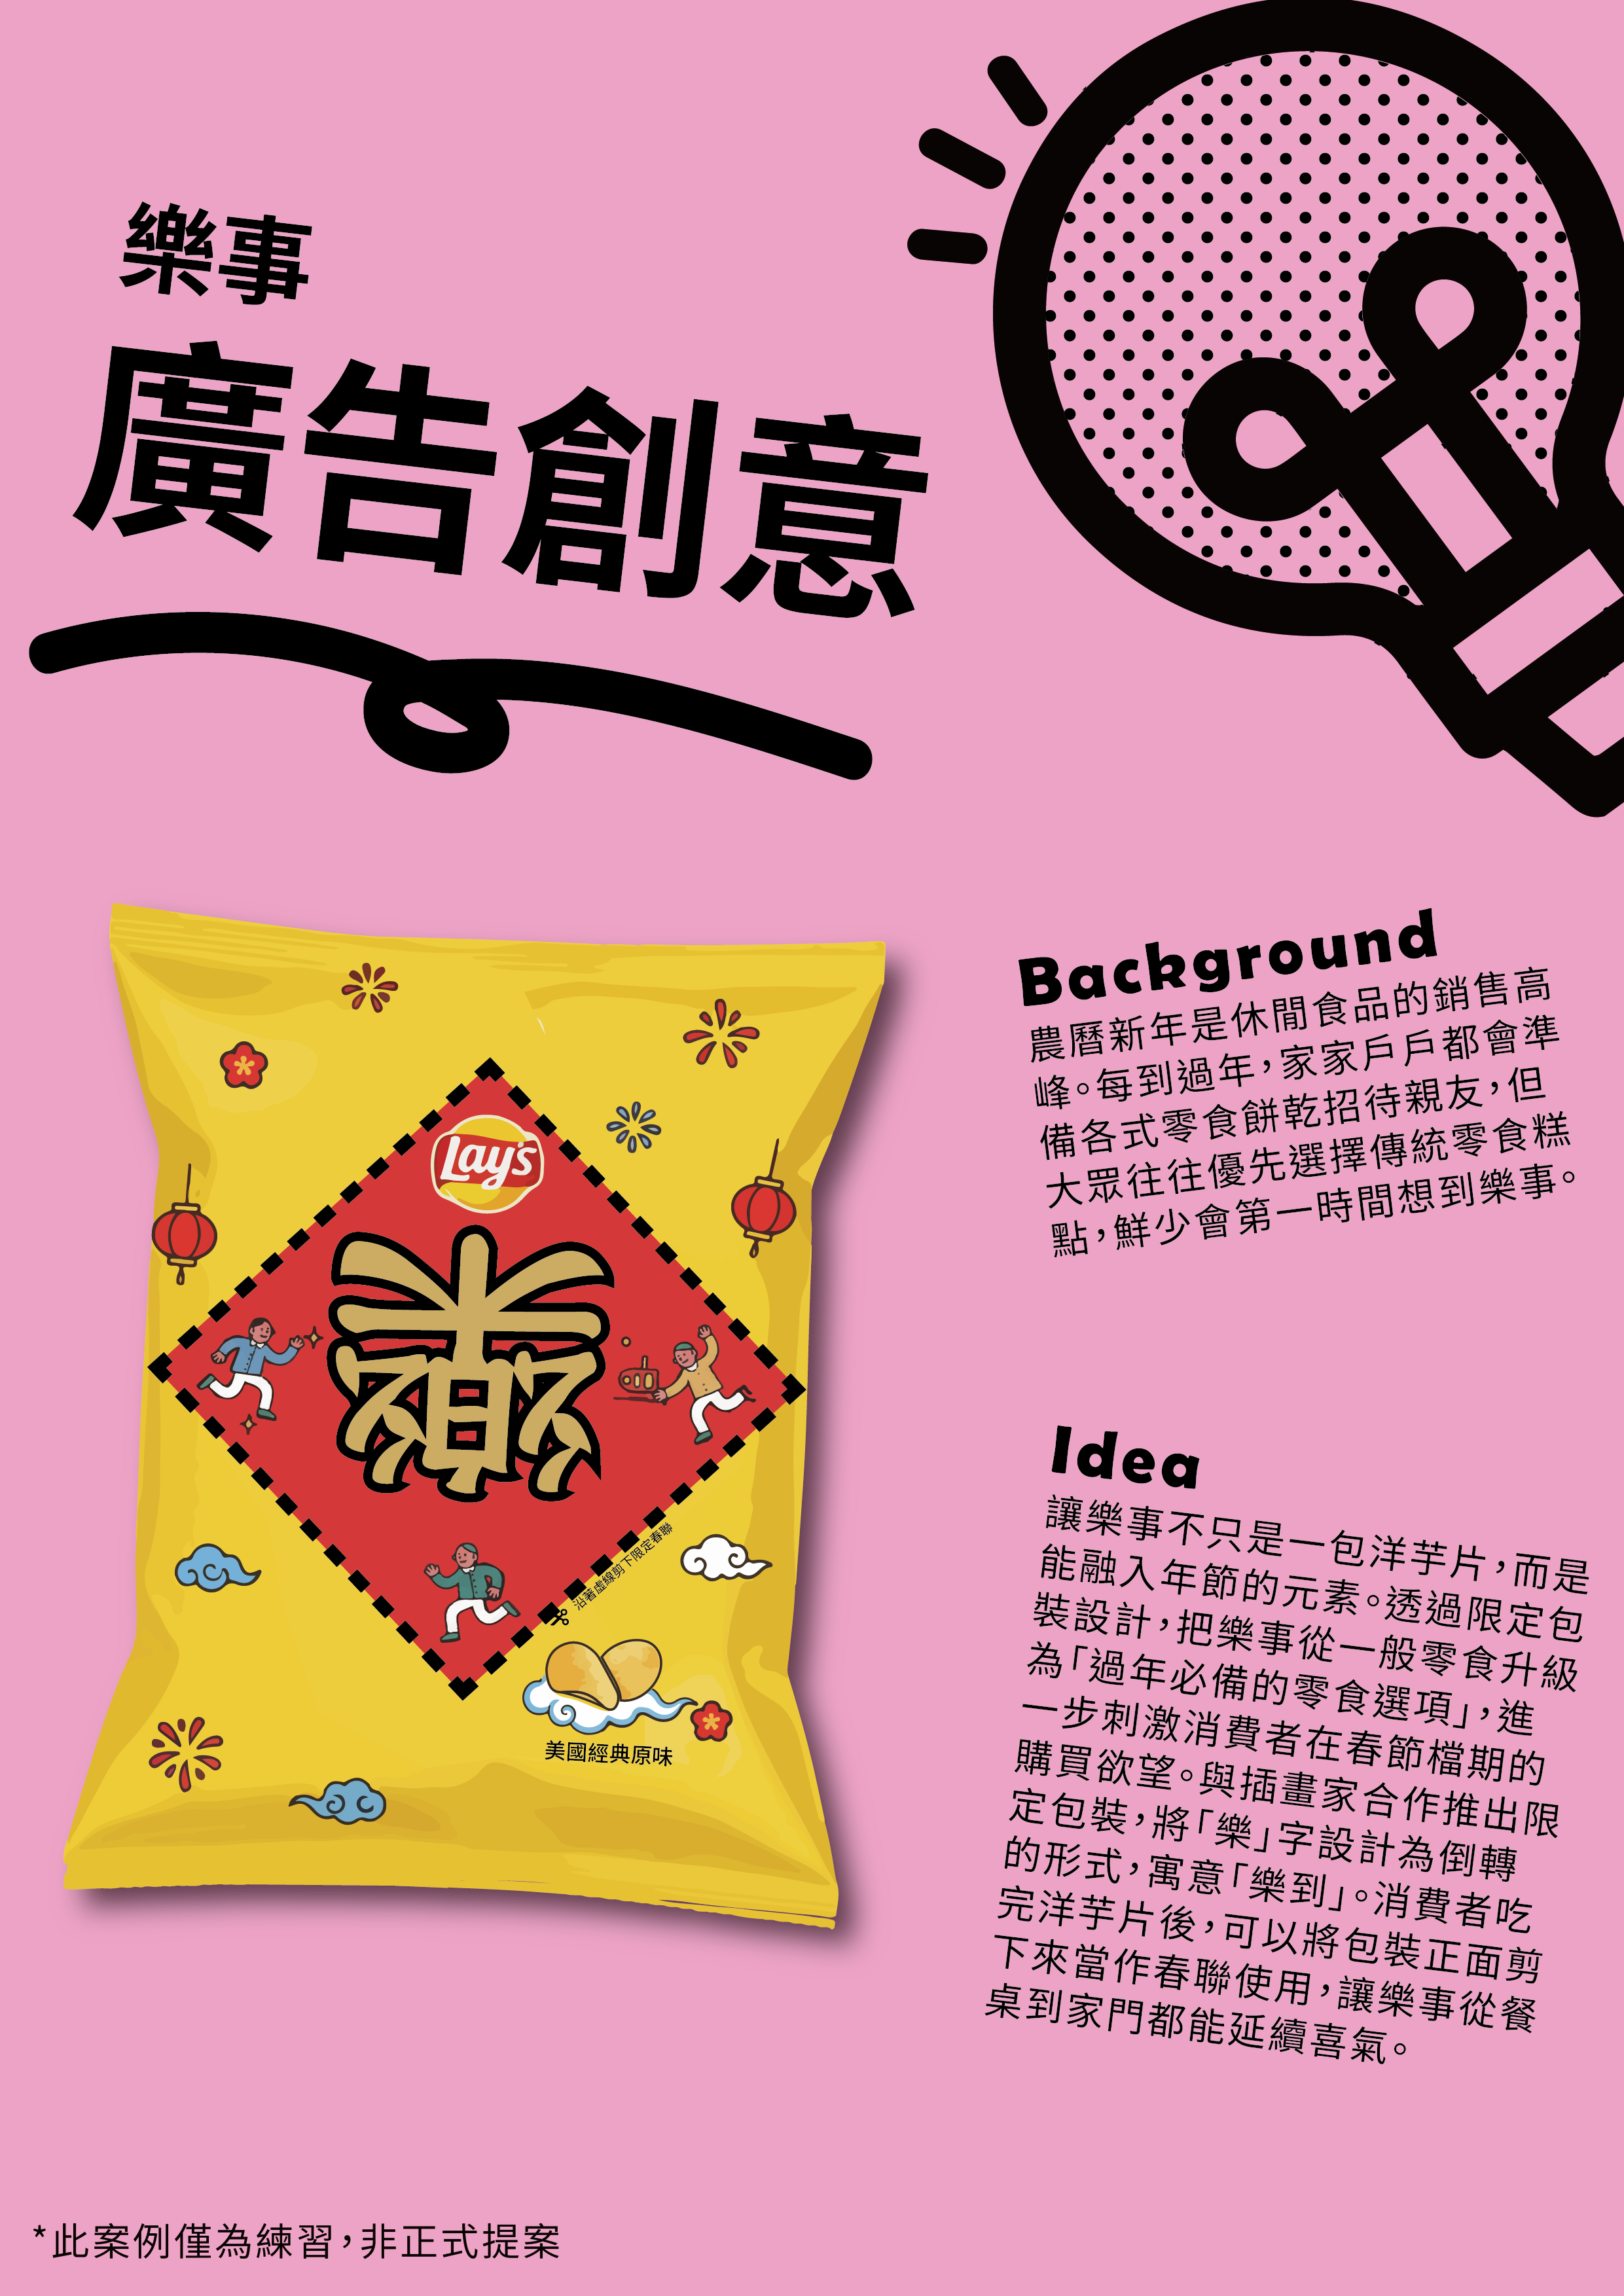 樂事
廣告創意
Background
農曆新年是休閒食品的銷售高
峰。每到過年，家家戶戶都會準
備各式零食餅乾招待親友，但
大眾往往優先選擇傳統零食糕
點，鮮少會第一時間想到樂事。
Lay's
樂
沿著虛線剪下限定春聯
美國經典原味
Idea
讓樂事不只是一包洋芋片，而是
能融入年節的元素。透過限定包
裝設計，把樂事從一般零食升級
為「過年必備的零食選項」，進
一步刺激消費者在春節檔期的
購買欲望。與插畫家合作推出限
定包裝，將「樂」字設計為倒轉
的形式，寓意「樂到」。消費者吃
完洋芋片後，可以將包裝正面剪
下來當作春聯使用，讓樂事從餐
桌到家門都能延續喜氣。
*此案例僅為練習，非正式提案